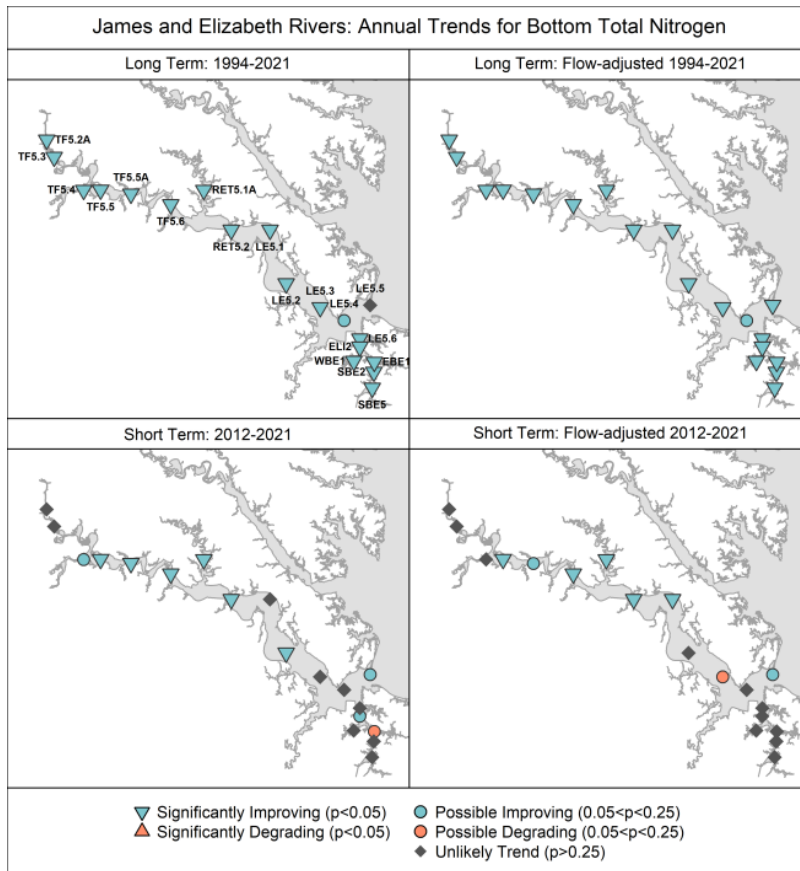 James and Elizabeth Rivers: Annual Trends for Bottom Total Nitrogen
Long Term: 1994-2021
Long Term: Flow-adjusted 1994-2021
TF5.2A
TF5.3
TF5.5A
TF5.4
TF5.5
RET5.1A
TF5.6
RET5.2
LE5.1
LE5.2
LE5.3
LE5.5
LE5.4
LE5.6
ELI2
WBE1
EBE1
SBE2
SBE5
Short Term: 2012-2021
Short Term: Flow-adjusted 2012-2021
Significantly Improving (p<0.05)
Possible Improving (0.05<p<0.25)
Significantly Degrading (p<0.05)
Possible Degrading (0.05<p<0.25)
Unlikely Trend (p>0.25)